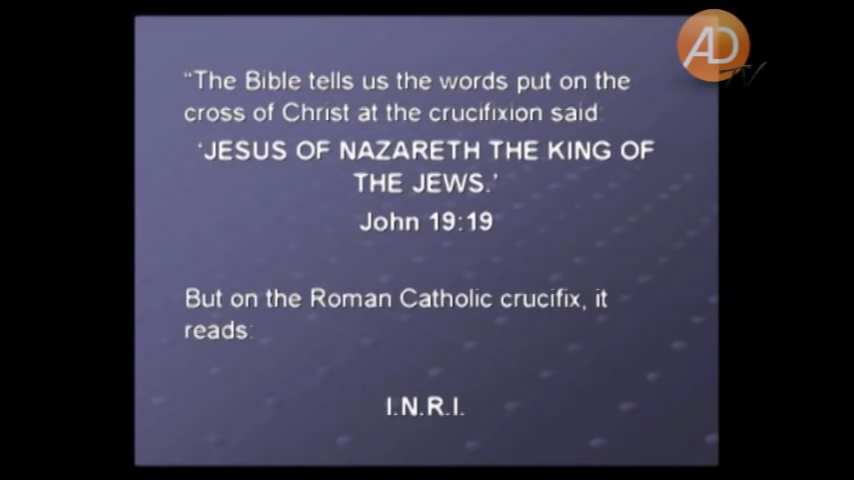 AD
TV
“The Bible tells us the words put on the
cross of Christ at the crucifixion said:
‘JESUS OF NAZARETH THE KING OF
THE JEWS.’
John 19:19
But on the Roman Catholic crucifix, it
reads:
I.N.R.I.